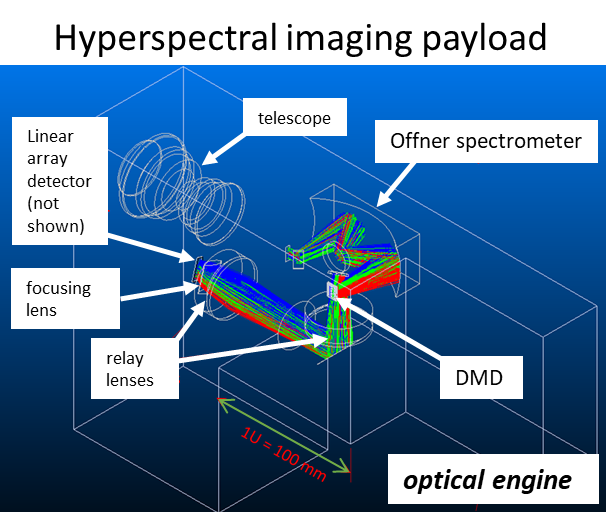 Hyperspectral imaging payload
telescope
Linear
array
detector
(not
shown)
Offner spectrometer
focusing
lens
relay
lenses
DMD
1U = 100 mm
optical engine